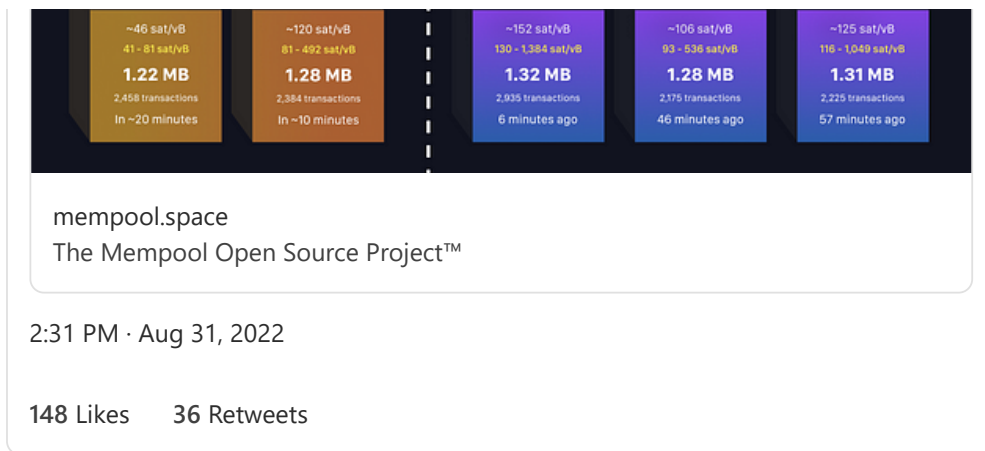 ~46 sat/vB
41 - 81 sat/vB
1.22 MB
2,458 transactions
In ~20 minutes
~120 sat/vB
81 - 492 sat/vB
1.28 MB
2,384 transactions
In ~10 minutes
~152 sat/vB
130 - 1,384 sat/vB
1.32 MB
2,935 transactions
6 minutes ago
~106 sat/vB
93 - 536 sat/vB
1.28 MB
2,175 transactions
46 minutes ago
~125 sat/vB
116 - 1,049 sat/vB
1.31 MB
2,225 transactions
57 minutes ago
mempool.space
The Mempool Open Source Project™
2:31 PM · Aug 31, 2022
148 Likes 36 Retweets